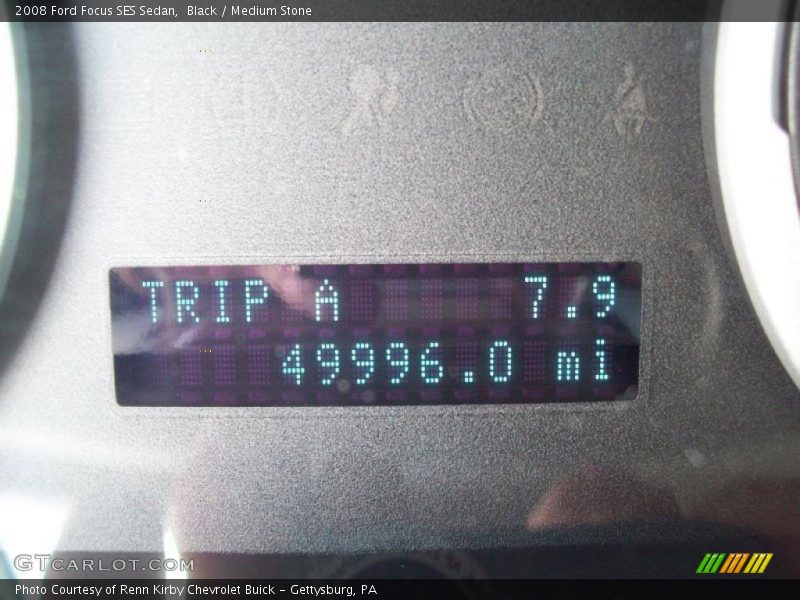 2008 Ford Focus SES Sedan, Black / Medium Stone
TRIP A 7.9
49996.0 mi
GTCARLOT.COM
Photo Courtesy of Renn Kirby Chevrolet Buick - Gettysburg, PA